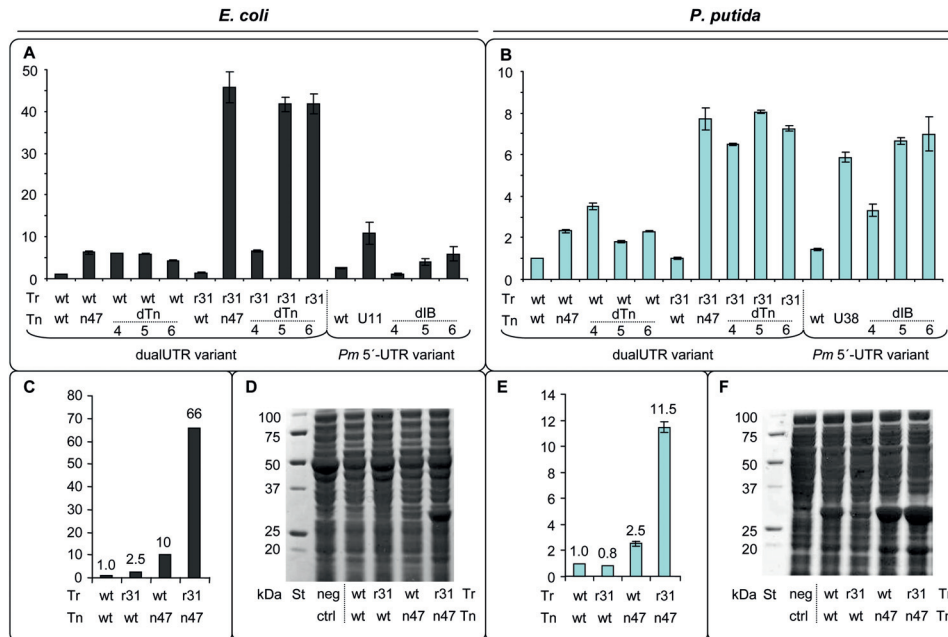 E. coli
P. putida
A
50
40
30
20
10
0
Tr wt wt wt wt wt r31 r31 r31 r31 r31
Tn wt n47 dTn wt n47 dTn wt U11 dIB
4 5 6 4 5 6 4 5 6
dualUTR variant Pm 5´-UTR variant
B
10
8
6
4
2
0
Tr wt wt wt wt wt r31 r31 r31 r31 r31
Tn wt n47 dTn wt n47 dTn wt U38 dIB
4 5 6 4 5 6 4 5 6
dualUTR variant Pm 5´-UTR variant
C
80
70
60
50
40
30
20
10
0
1.0 2.5 10 66
Tr wt r31 wt r31
Tn wt wt n47 n47
D
100
75
50
37
25
20
kDa St neg wt r31 wt r31 Tr
ctrl wt wt n47 n47 Tn
E
14
12
10
8
6
4
2
0
1.0 0.8 2.5 11.5
Tr wt r31 wt r31
Tn wt wt n47 n47
F
100
75
50
37
25
20
kDa St neg wt r31 wt r31 Tr
ctrl wt wt n47 n47 Tn